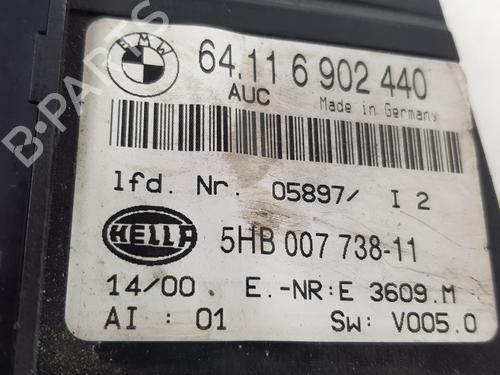 BMW
64.11 6 902 440
AUC Made in Germany
lfd. Nr. 05897/ I 2
HELLA 5HB 007 738-11
14/00 E.-NR:E 3609.M
AI : 01 Sw: V005.0
B-PARTS